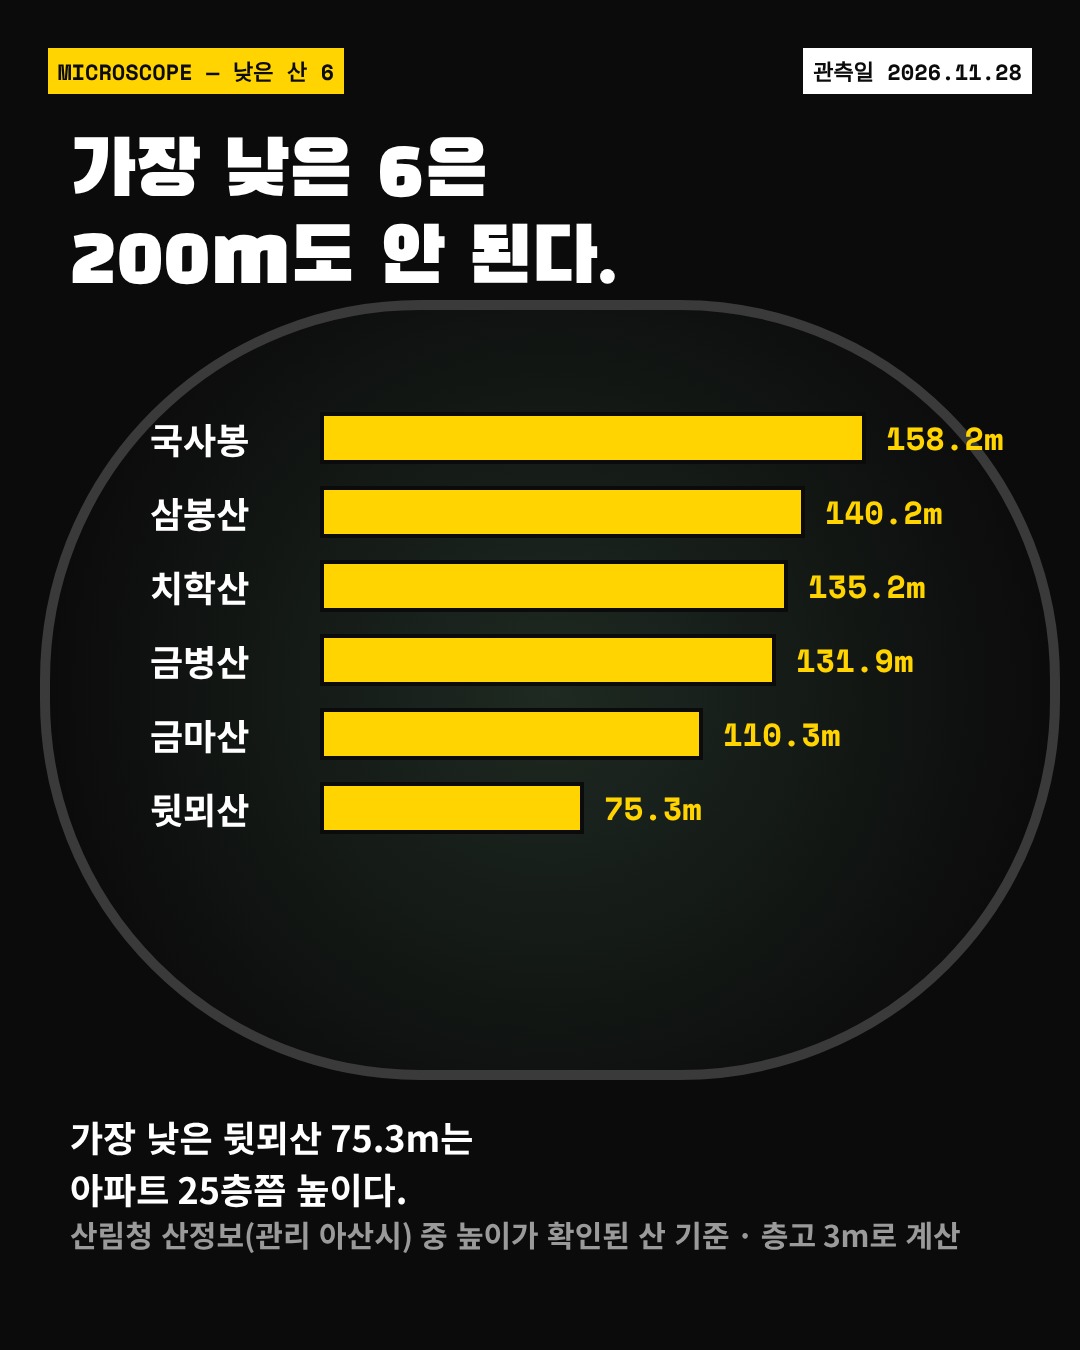 MICROSCOPE — 낮은 산 6
관측일 2026.11.28
가장 낮은 6은
200m도 안 된다.
국사봉 158.2m
삼봉산 140.2m
치학산 135.2m
금병산 131.9m
금마산 110.3m
뒷뫼산 75.3m
가장 낮은 뒷뫼산 75.3m는
아파트 25층쯤 높이다.
산림청 산정보(관리 아산시) 중 높이가 확인된 산 기준 · 층고 3m로 계산